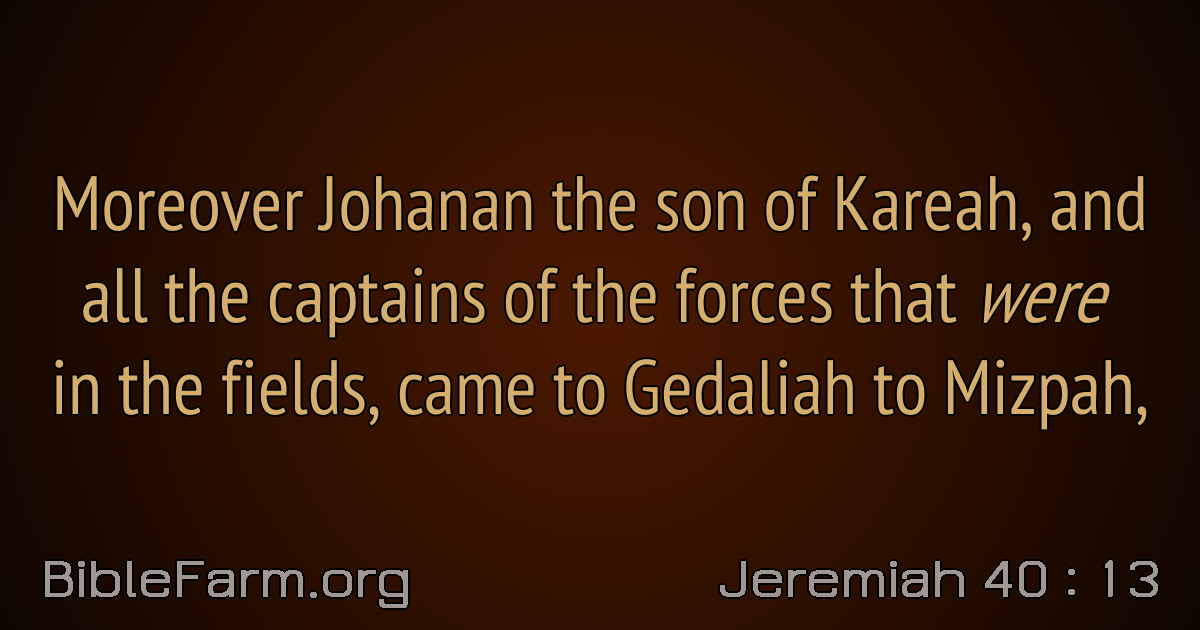 Moreover Johanan the son of Kareah, and
all the captains of the forces that were
in the fields, came to Gedaliah to Mizpah,
BibleFarm.org
Jeremiah 40 : 13